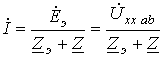 İ = Ė_э / (Z_э + Z) = U̇_xx ab / (Z_э + Z)